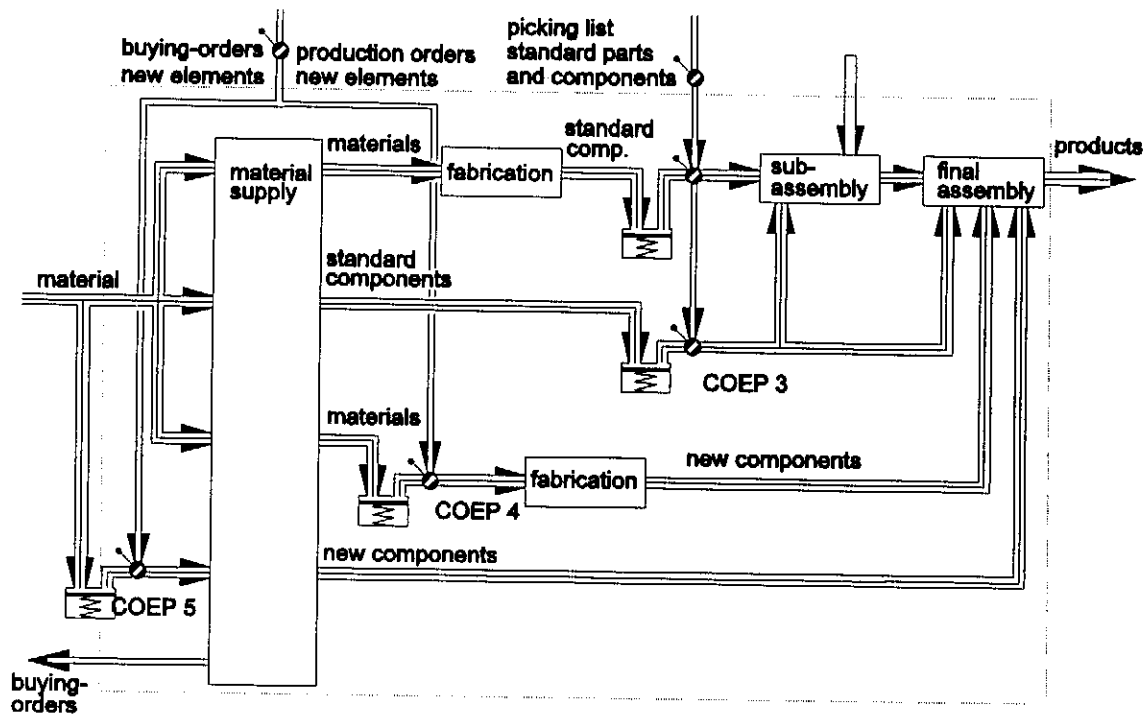 buying-orders
new elements
production orders
new elements
picking list
standard parts
and components
materials
material
supply
fabrication
standard
comp.
sub-
assembly
final
assembly
products
material
standard
components
COEP 3
materials
COEP 4
fabrication
new components
new components
COEP 5
buying-
orders